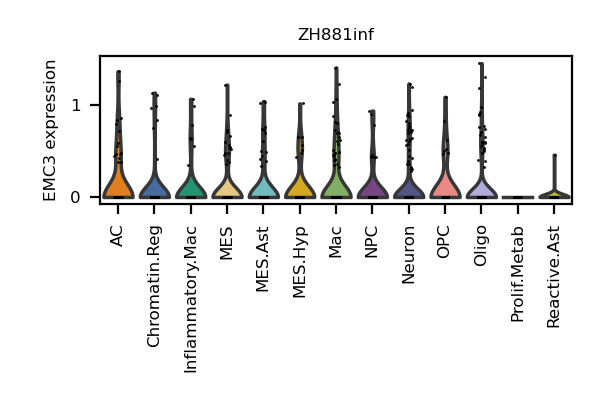 ZH881inf
EMC3 expression
1
0
AC
Chromatin.Reg
Inflammatory.Mac
MES
MES.Ast
MES.Hyp
Mac
NPC
Neuron
OPC
Oligo
Prolif.Metab
Reactive.Ast